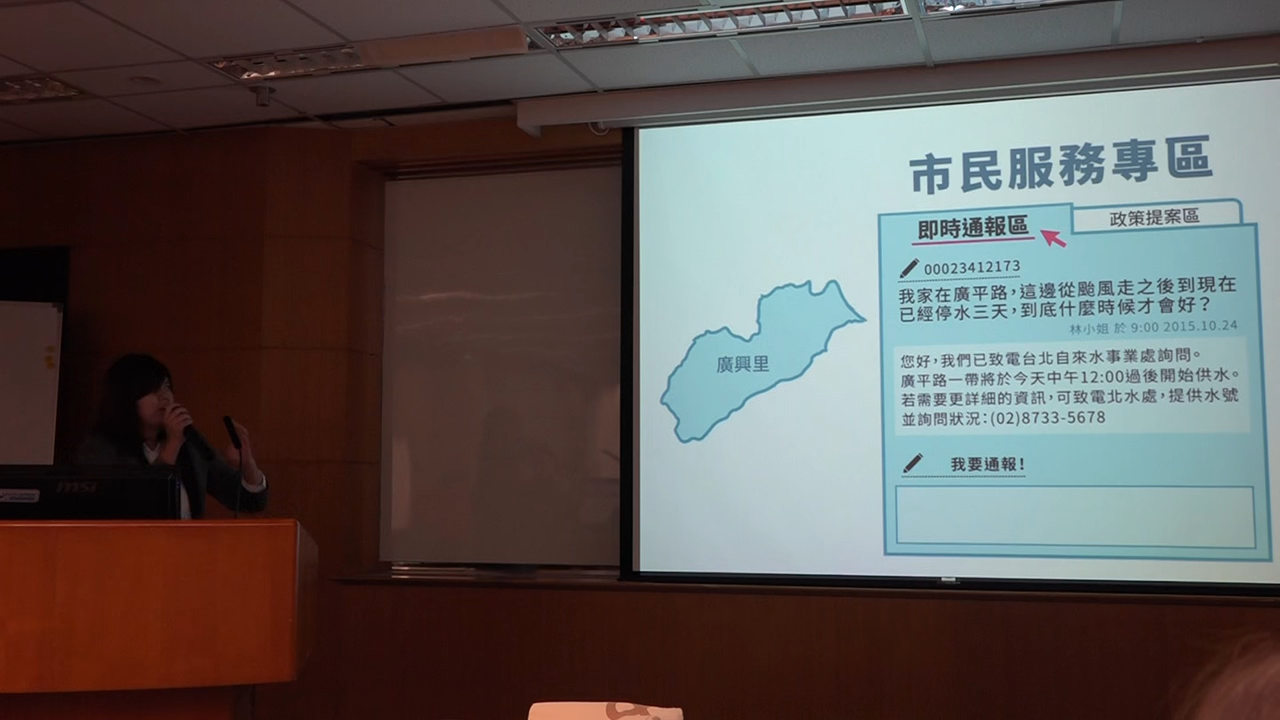 市民服務專區
即時通報區
政策提案區
00023412173
我家在廣平路，這邊從颱風走之後到現在
已經停水三天，到底什麼時候才會好？
林小姐 於 9:00 2015.10.24
廣興里
您好，我們已致電台北自來水事業處詢問。
廣平路一帶將於今天中午12:00過後開始供水。
若需要更詳細的資訊，可致電北水處，提供水號
並詢問狀況：(02)8733-5678
我要通報！
msi